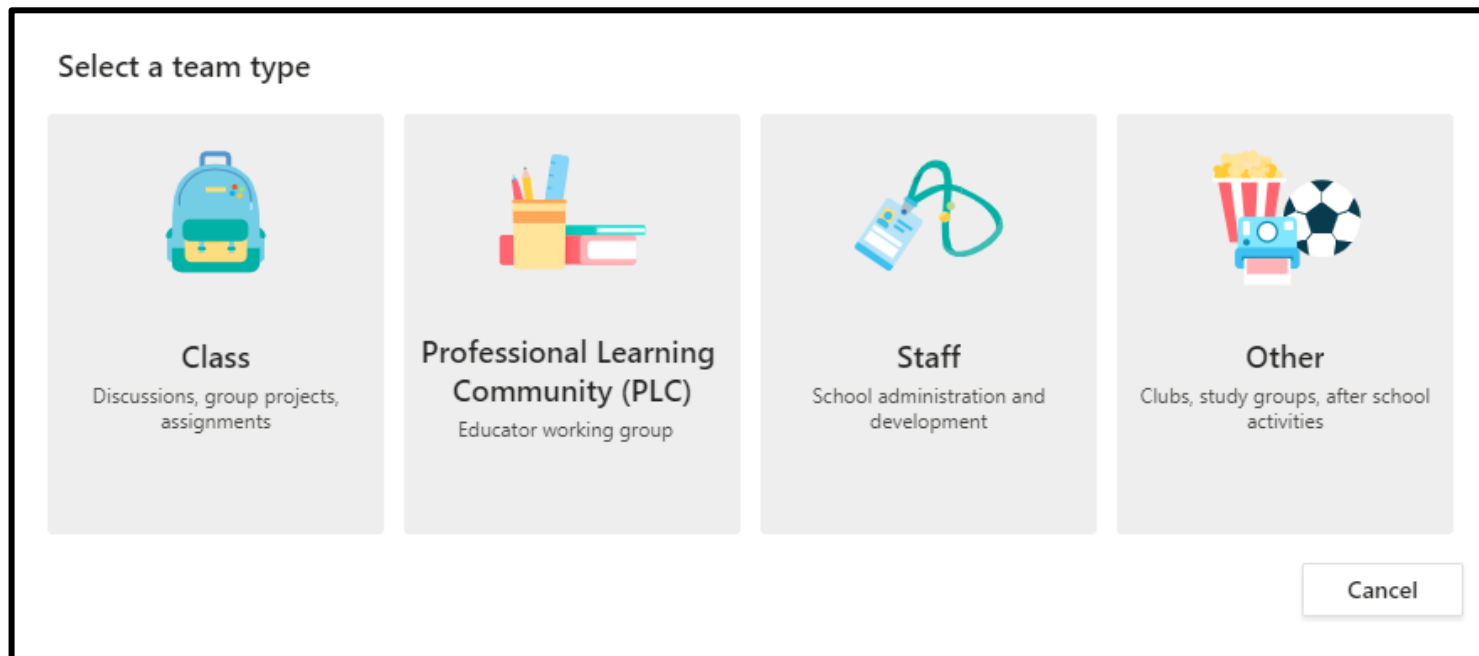 Select a team type
Class
Discussions, group projects,
assignments
Professional Learning
Community (PLC)
Educator working group
Staff
School administration and
development
Other
Clubs, study groups, after school
activities
Cancel